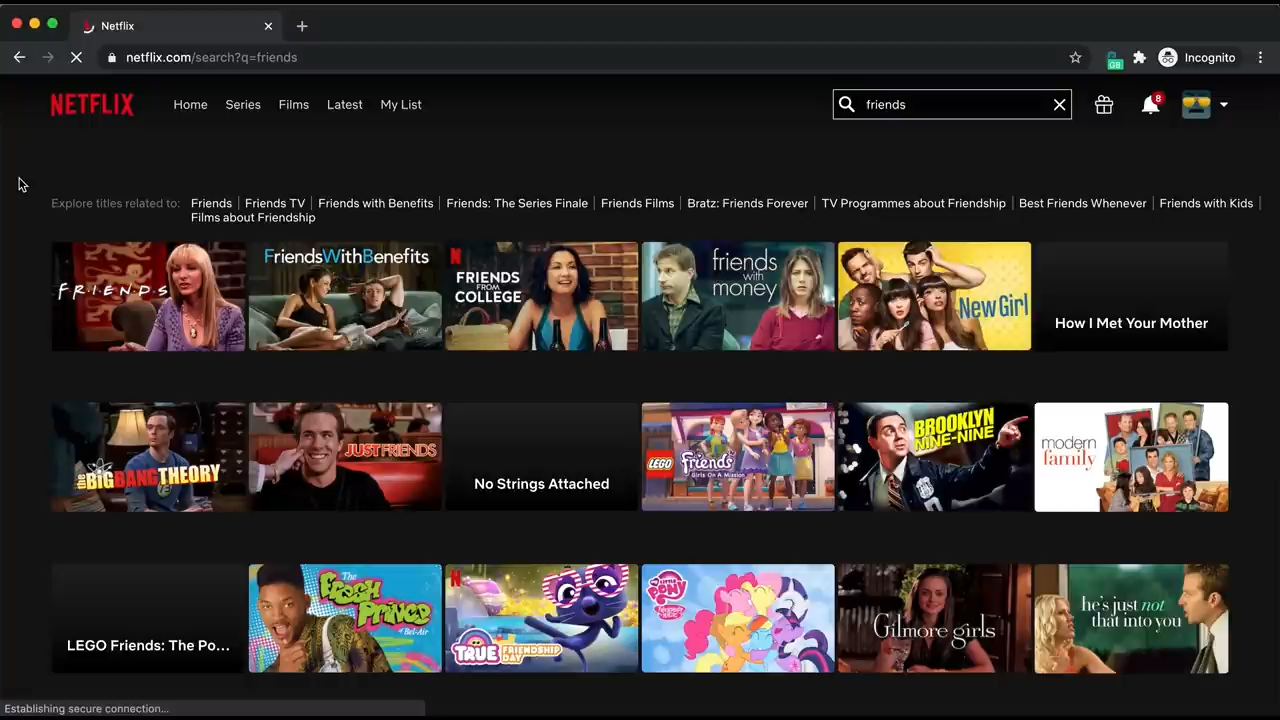 Netflix
netflix.com/search?q=friends
GB
Incognito
NETFLIX
Home
Series
Films
Latest
My List
friends
8
Explore titles related to:
Friends
Friends TV
Friends with Benefits
Friends: The Series Finale
Friends Films
Bratz: Friends Forever
TV Programmes about Friendship
Best Friends Whenever
Friends with Kids
Films about Friendship
FRIENDS
FriendsWithBenefits
FRIENDS
FROM
COLLEGE
friends
with
money
New Girl
How I Met Your Mother
the BIG BANG THEORY
JUST FRIENDS
No Strings Attached
LEGO
Friends
Girls On a Mission
BROOKLYN
NINE-NINE
modern
family
LEGO Friends: The Po...
The
Fresh
Prince
of Bel-Air
TRUE
FRIENDSHIP
DAY
My LITTLE
PONY
Gilmore girls
he's just not
that into you
Establishing secure connection...